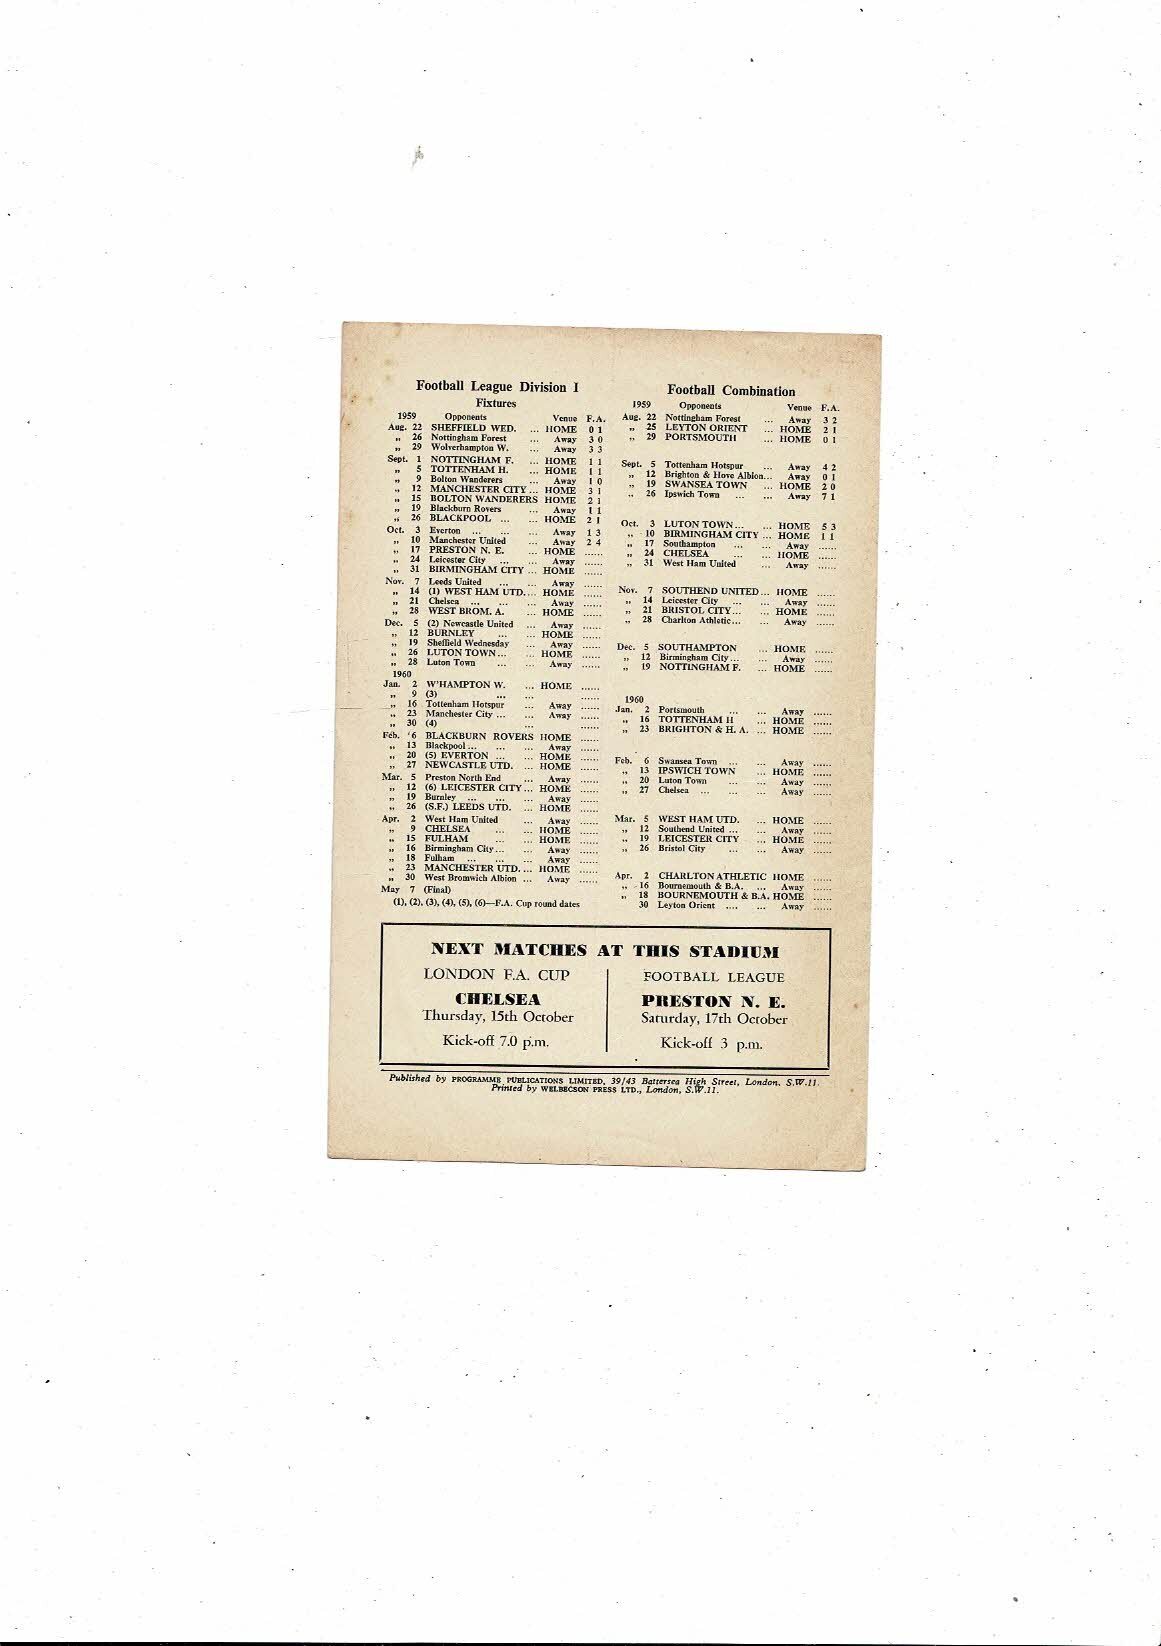 Football League Division I
Fixtures
1959 Opponents Venue F.A.
Aug. 22 SHEFFIELD WED. ... HOME 0 1
„ 26 Nottingham Forest ... Away 3 0
„ 29 Wolverhampton W. ... Away 3 3
Sept. 1 NOTTINGHAM F. ... HOME 1 1
„ 5 TOTTENHAM H. ... HOME 1 1
„ 9 Bolton Wanderers ... Away 1 0
„ 12 MANCHESTER CITY ... HOME 3 1
„ 15 BOLTON WANDERERS HOME 2 1
„ 19 Blackburn Rovers ... Away 1 1
„ 26 BLACKPOOL ... ... HOME 2 1
Oct. 3 Everton ... ... ... Away 1 3
„ 10 Manchester United ... Away 2 4
„ 17 PRESTON N. E. ... HOME ......
„ 24 Leicester City ... ... Away ......
„ 31 BIRMINGHAM CITY ... HOME ......
Nov. 7 Leeds United ... ... Away ......
„ 14 (1) WEST HAM UTD.... HOME ......
„ 21 Chelsea ... ... ... Away ......
„ 28 WEST BROM. A. ... HOME ......
Dec. 5 (2) Newcastle United ... Away ......
„ 12 BURNLEY ... ... HOME ......
„ 19 Sheffield Wednesday ... Away ......
„ 26 LUTON TOWN ... ... HOME ......
„ 28 Luton Town ... ... Away ......
1960
Jan. 2 W'HAMPTON W. ... HOME ......
„ 9 (3) ... ... ......
„ 16 Tottenham Hotspur ... Away ......
„ 23 Manchester City ... ... Away ......
„ 30 (4) ... ......
Feb. 6 BLACKBURN ROVERS HOME ......
„ 13 Blackpool ... ... ... Away ......
„ 20 (5) EVERTON ... ... HOME ......
„ 27 NEWCASTLE UTD. ... HOME ......
Mar. 5 Preston North End ... Away ......
„ 12 (6) LEICESTER CITY ... HOME ......
„ 19 Burnley ... ... ... Away ......
„ 26 (S.F.) LEEDS UTD. ... HOME ......
Apr. 2 West Ham United ... Away ......
„ 9 CHELSEA ... ... HOME ......
„ 15 FULHAM ... ... HOME ......
„ 16 Birmingham City ... ... Away ......
„ 18 Fulham ... ... ... Away ......
„ 23 MANCHESTER UTD. ... HOME ......
„ 30 West Bromwich Albion ... Away ......
May 7 (Final)
(1), (2), (3), (4), (5), (6)—F.A. Cup round dates
Football Combination
1959 Opponents Venue F.A.
Aug. 22 Nottingham Forest ... Away 3 2
„ 25 LEYTON ORIENT ... HOME 2 1
„ 29 PORTSMOUTH ... HOME 0 1
Sept. 5 Tottenham Hotspur ... Away 4 2
„ 12 Brighton & Hove Albion... Away 0 1
„ 19 SWANSEA TOWN ... HOME 2 0
„ 26 Ipswich Town ... ... Away 7 1
Oct. 3 LUTON TOWN ... ... HOME 5 3
„ 10 BIRMINGHAM CITY ... HOME 1 1
„ 17 Southampton ... ... Away ......
„ 24 CHELSEA ... ... HOME ......
„ 31 West Ham United ... Away ......
Nov. 7 SOUTHEND UNITED ... HOME ......
„ 14 Leicester City ... ... Away ......
„ 21 BRISTOL CITY ... ... HOME ......
„ 28 Charlton Athletic ... ... Away ......
Dec. 5 SOUTHAMPTON ... HOME ......
„ 12 Birmingham City ... ... Away ......
„ 19 NOTTINGHAM F. ... HOME ......
1960
Jan. 2 Portsmouth ... ... Away ......
„ 16 TOTTENHAM H ... HOME ......
„ 23 BRIGHTON & H. A. ... HOME ......
Feb. 6 Swansea Town ... ... Away ......
„ 13 IPSWICH TOWN ... HOME ......
„ 20 Luton Town ... ... Away ......
„ 27 Chelsea ... ... ... Away ......
Mar. 5 WEST HAM UTD. ... HOME ......
„ 12 Southend United ... ... Away ......
„ 19 LEICESTER CITY ... HOME ......
„ 26 Bristol City ... ... Away ......
Apr. 2 CHARLTON ATHLETIC HOME ......
„ 16 Bournemouth & B.A. ... Away ......
„ 18 BOURNEMOUTH & B.A. HOME ......
30 Leyton Orient .... ... Away ......
NEXT MATCHES AT THIS STADIUM
LONDON F.A. CUP
CHELSEA
Thursday, 15th October
Kick-off 7.0 p.m.
FOOTBALL LEAGUE
PRESTON N. E.
Saturday, 17th October
Kick-off 3 p.m.
Published by PROGRAMME PUBLICATIONS LIMITED, 39/43 Battersea High Street, London, S.W.11.
Printed by WELBECSON PRESS LTD., London, S.W.11.